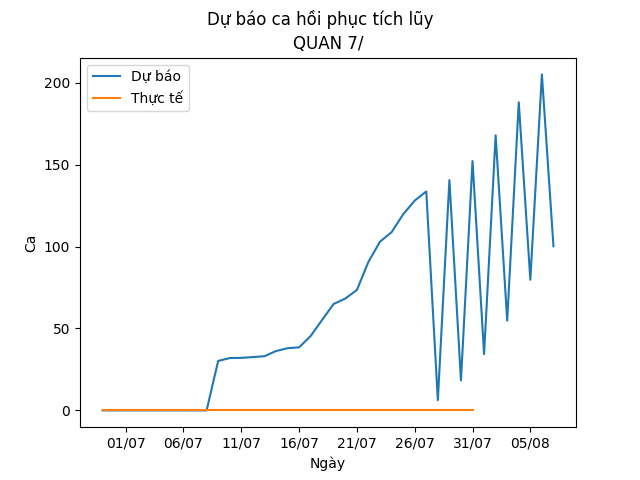 Dự báo ca hồi phục tích lũy
QUAN 7/
Dự báo
Thực tế
200
150
100
50
0
Ca
01/07 06/07 11/07 16/07 21/07 26/07 31/07 05/08
Ngày